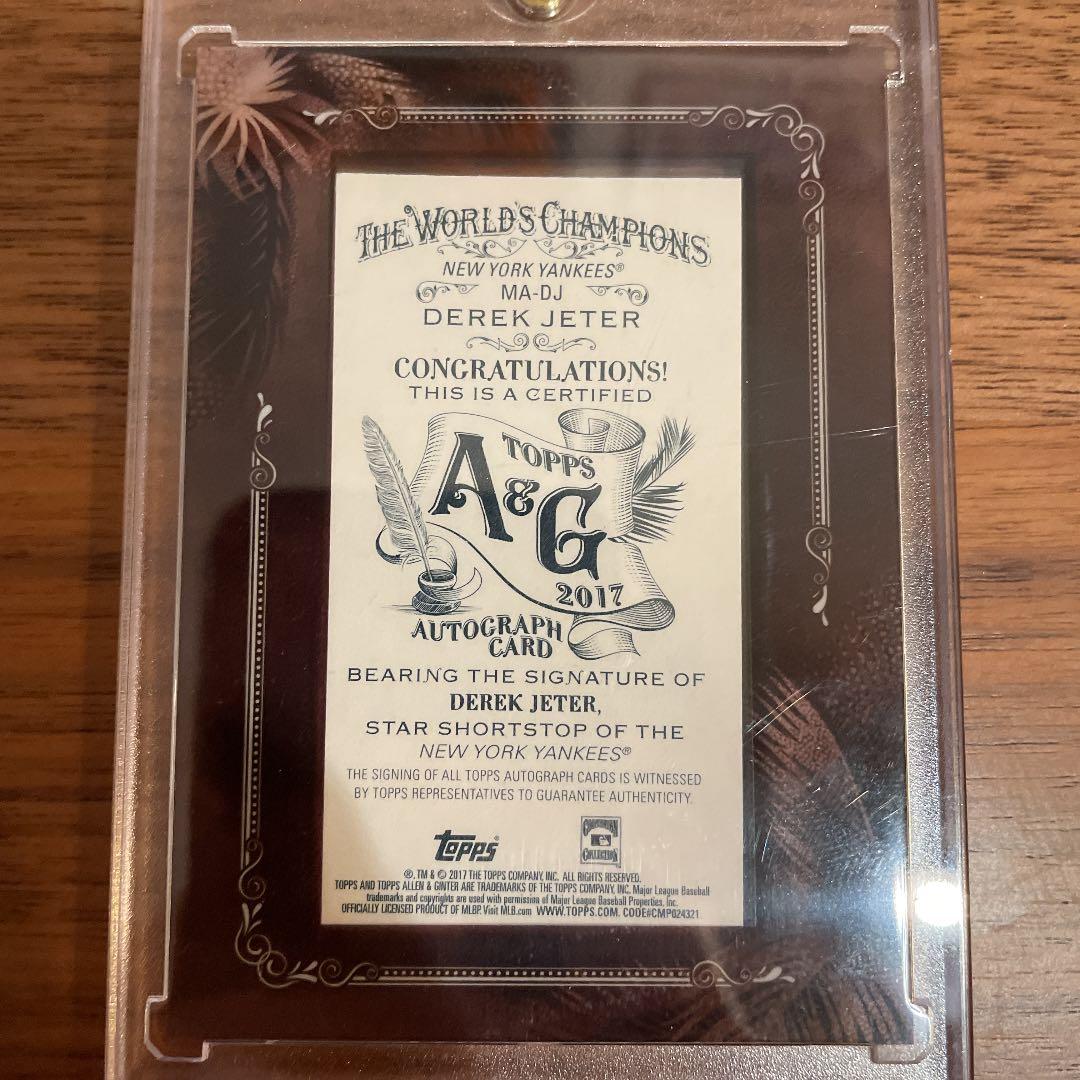 THE WORLD'S CHAMPIONS
NEW YORK YANKEES®
MA-DJ
DEREK JETER
CONGRATULATIONS!
THIS IS A CERTIFIED
TOPPS
A&G
2017
AUTOGRAPH
CARD
BEARING THE SIGNATURE OF
DEREK JETER,
STAR SHORTSTOP OF THE
NEW YORK YANKEES®
THE SIGNING OF ALL TOPPS AUTOGRAPH CARDS IS WITNESSED
BY TOPPS REPRESENTATIVES TO GUARANTEE AUTHENTICITY.
topps®
COOPERSTOWN
COLLECTION
®, TM & © 2017 THE TOPPS COMPANY, INC. ALL RIGHTS RESERVED.
TOPPS AND TOPPS ALLEN & GINTER ARE TRADEMARKS OF THE TOPPS COMPANY, INC. Major League Baseball
trademarks and copyrights are used with permission of Major League Baseball Properties, Inc.
OFFICIALLY LICENSED PRODUCT OF MLBP. Visit MLB.com WWW.TOPPS.COM. CODE#CMP024321